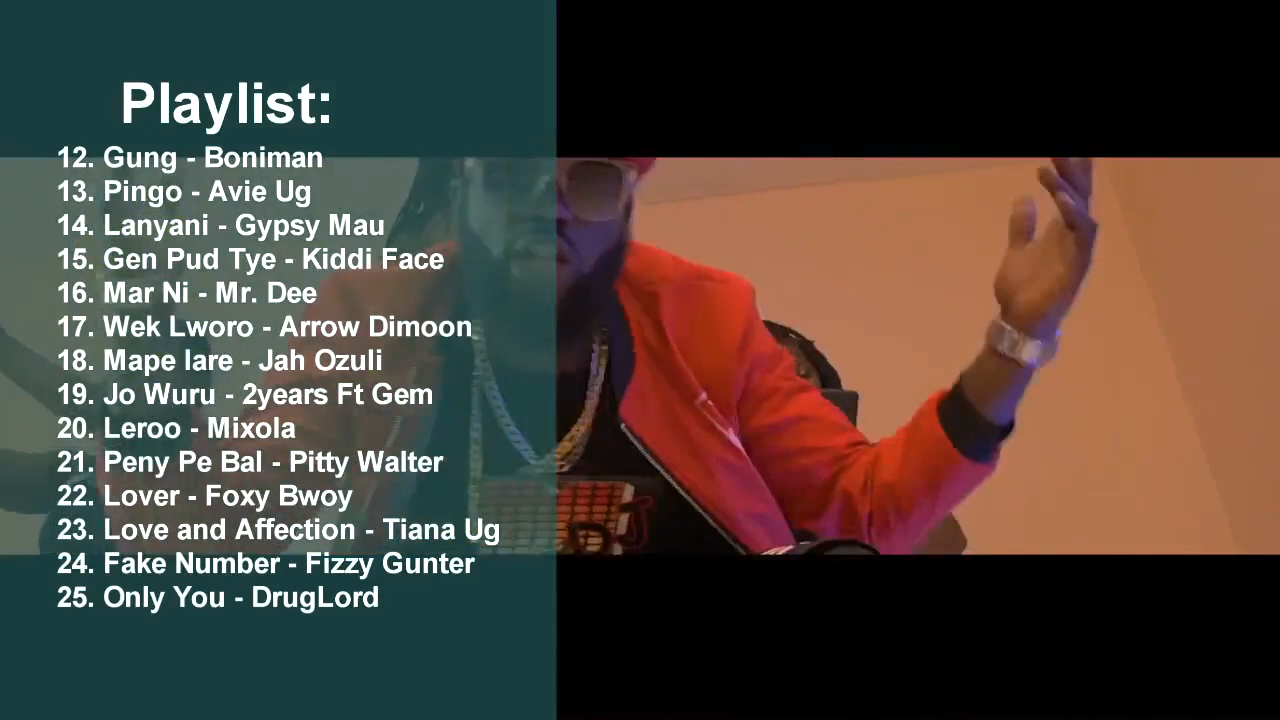 Playlist:
12. Gung - Boniman
13. Pingo - Avie Ug
14. Lanyani - Gypsy Mau
15. Gen Pud Tye - Kiddi Face
16. Mar Ni - Mr. Dee
17. Wek Lworo - Arrow Dimoon
18. Mape lare - Jah Ozuli
19. Jo Wuru - 2years Ft Gem
20. Leroo - Mixola
21. Peny Pe Bal - Pitty Walter
22. Lover - Foxy Bwoy
23. Love and Affection - Tiana Ug
24. Fake Number - Fizzy Gunter
25. Only You - DrugLord